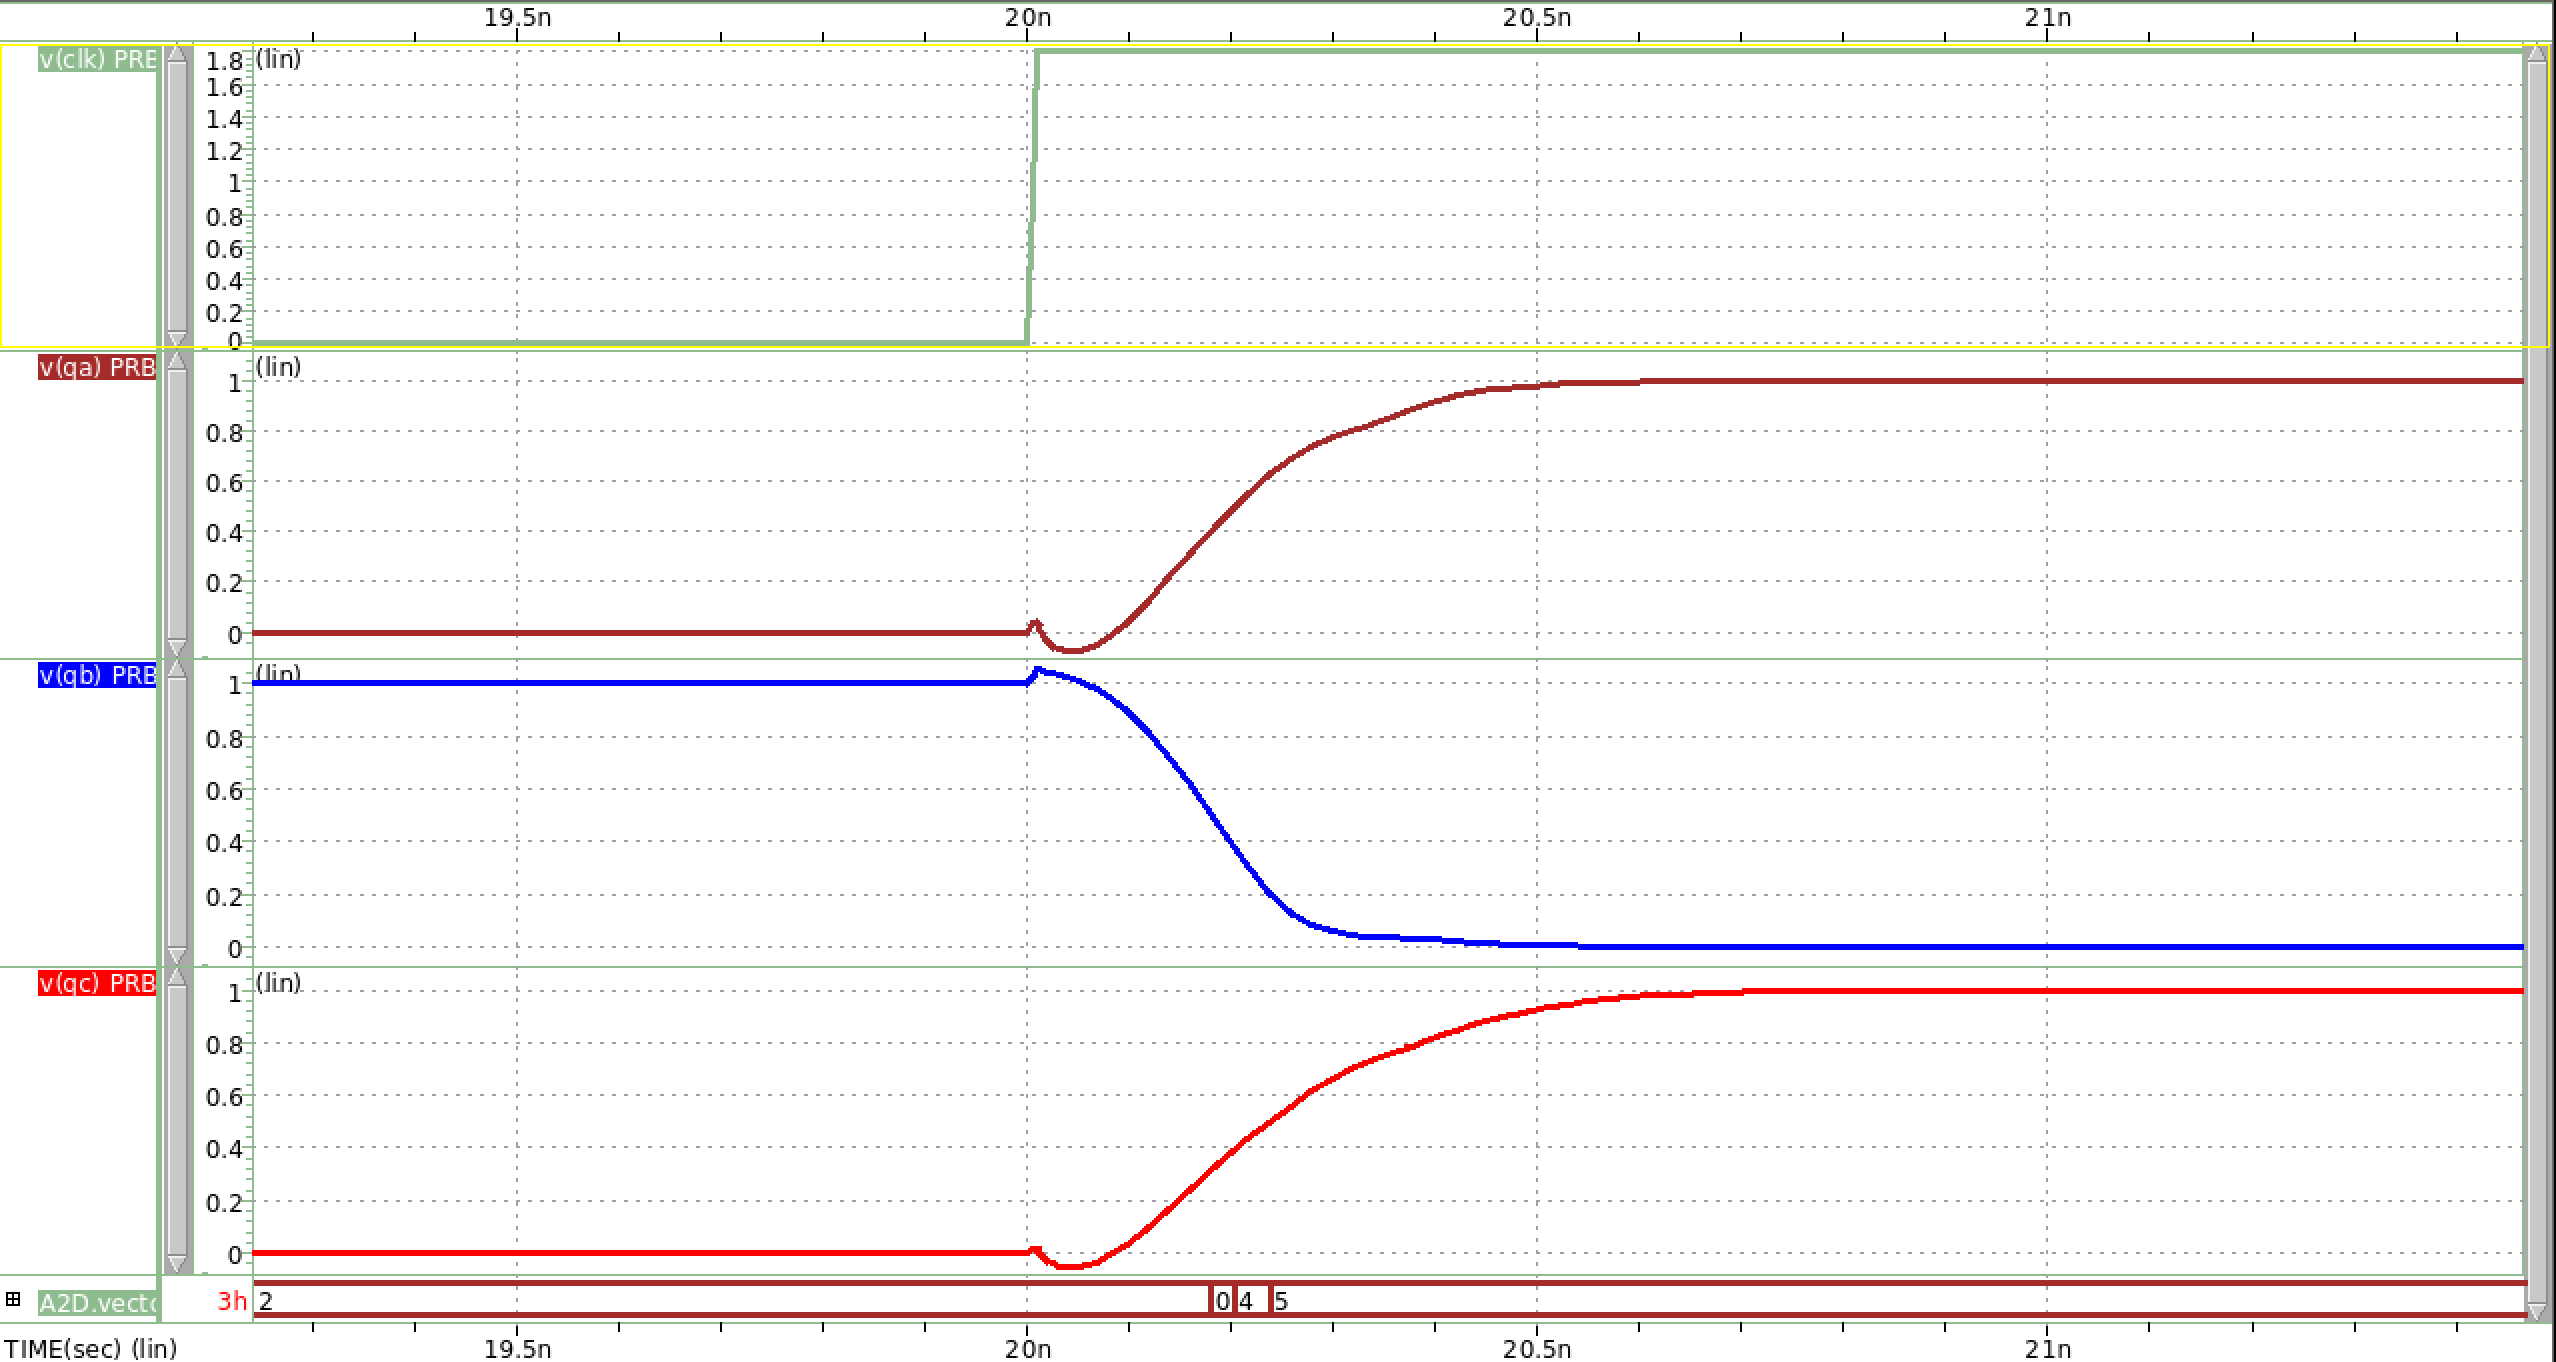 19.5n 20n 20.5n 21n
v(clk) PRE
(lin)
1.8
1.6
1.4
1.2
1
0.8
0.6
0.4
0.2
0
v(qa) PRB
(lin)
1
0.8
0.6
0.4
0.2
0
v(qb) PRB
(lin)
1
0.8
0.6
0.4
0.2
0
v(qc) PRB
(lin)
1
0.8
0.6
0.4
0.2
0
A2D.vecto 3h 2 0 4 5
TIME(sec) (lin) 19.5n 20n 20.5n 21n